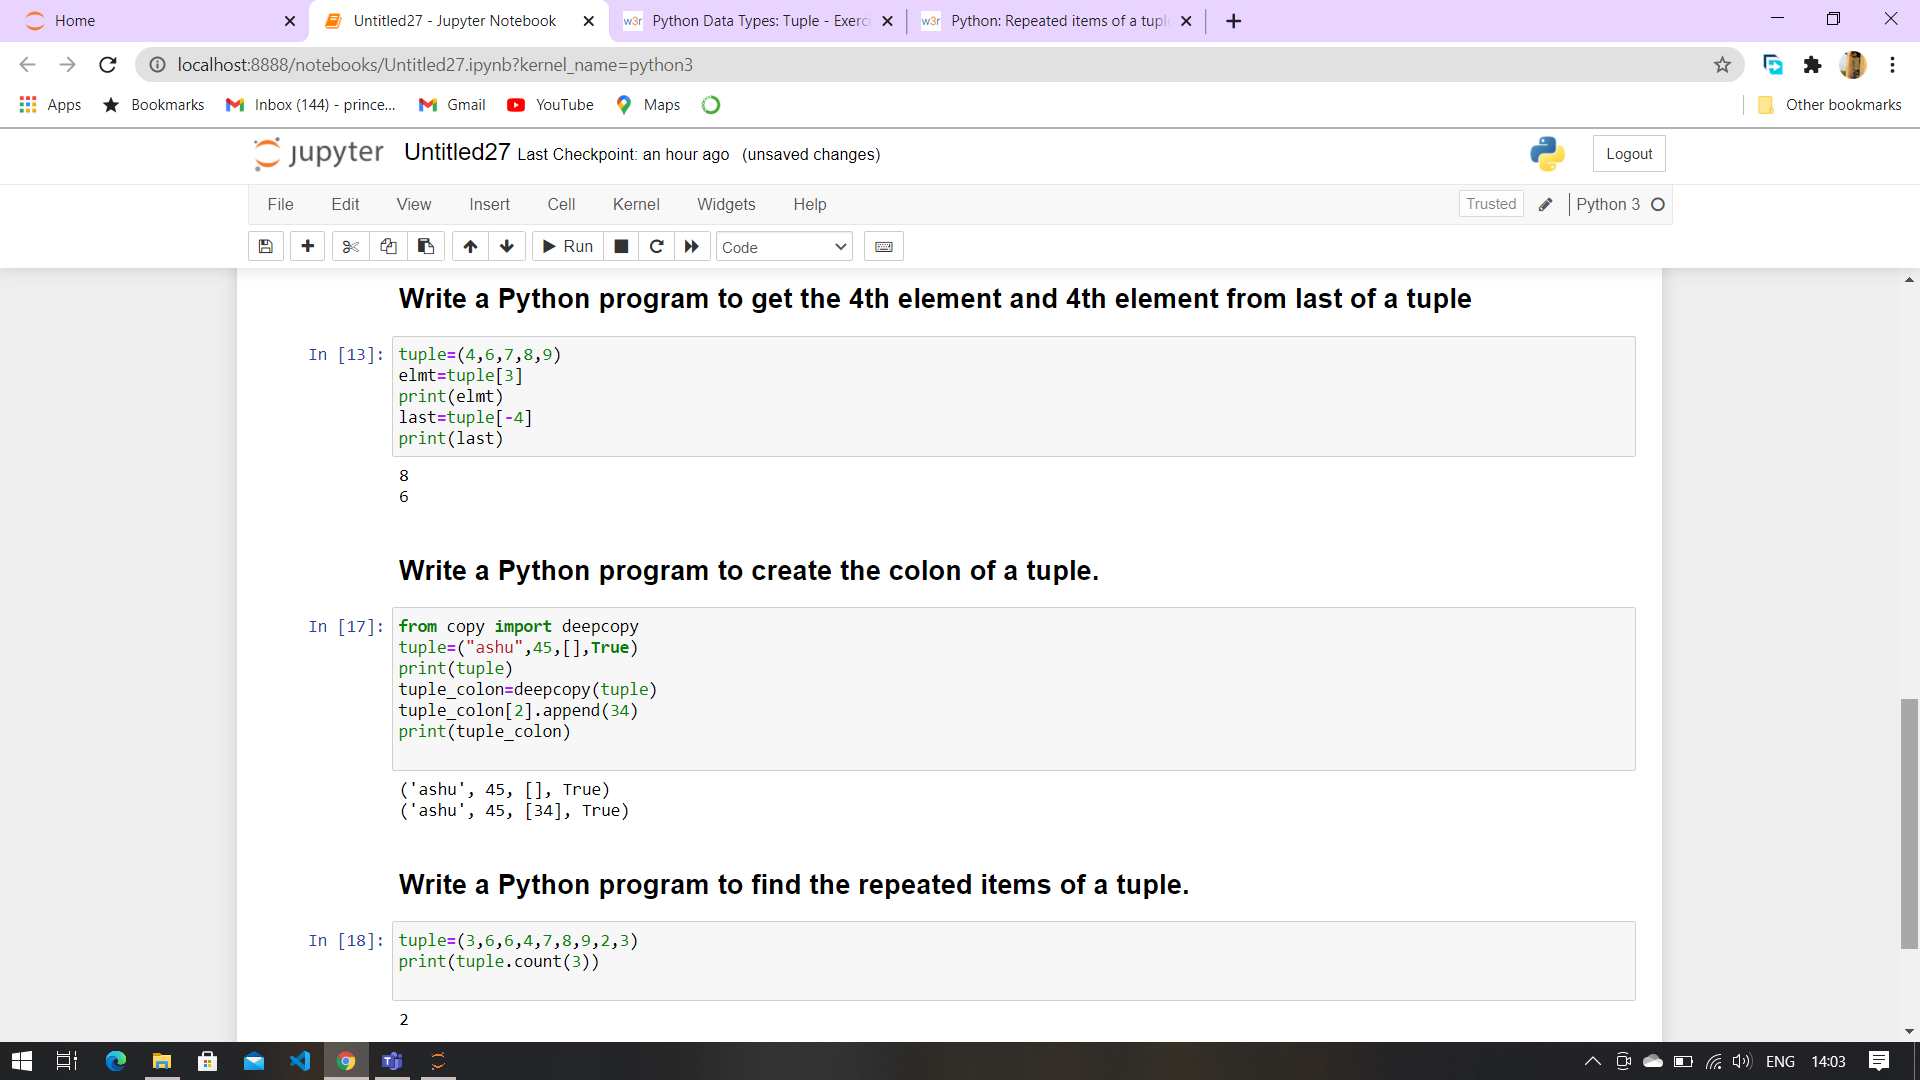 Home
Untitled27 - Jupyter Notebook
w3r Python Data Types: Tuple - Exerci
w3r Python: Repeated items of a tuple
localhost:8888/notebooks/Untitled27.ipynb?kernel_name=python3
Apps Bookmarks Inbox (144) - prince... Gmail YouTube Maps Other bookmarks
jupyter Untitled27 Last Checkpoint: an hour ago (unsaved changes) Logout
File Edit View Insert Cell Kernel Widgets Help Trusted Python 3
Run Code
Write a Python program to get the 4th element and 4th element from last of a tuple
In [13]: tuple=(4,6,7,8,9)
elmt=tuple[3]
print(elmt)
last=tuple[-4]
print(last)
8
6
Write a Python program to create the colon of a tuple.
In [17]: from copy import deepcopy
tuple=("ashu",45,[],True)
print(tuple)
tuple_colon=deepcopy(tuple)
tuple_colon[2].append(34)
print(tuple_colon)
('ashu', 45, [], True)
('ashu', 45, [34], True)
Write a Python program to find the repeated items of a tuple.
In [18]: tuple=(3,6,6,4,7,8,9,2,3)
print(tuple.count(3))
2
ENG 14:03